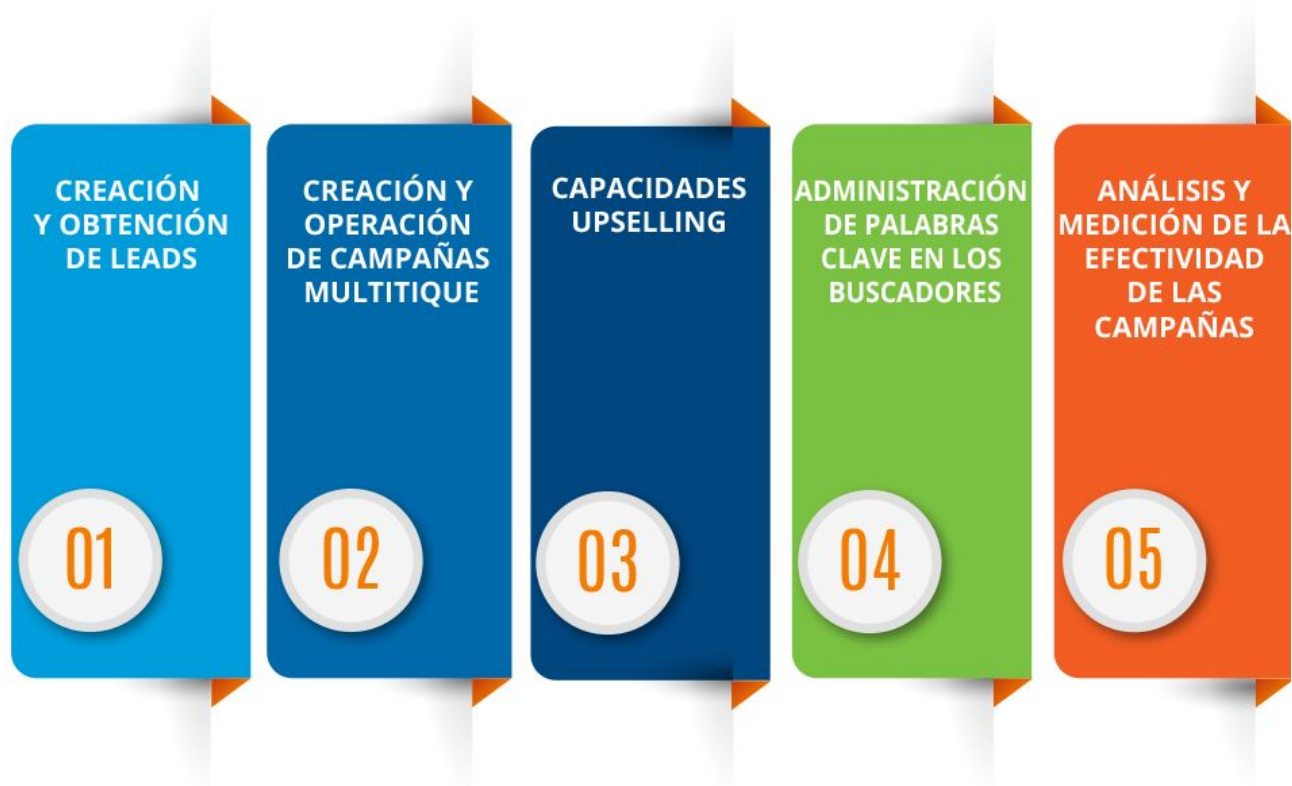 CREACIÓN
Y OBTENCIÓN
DE LEADS
01
CREACIÓN Y
OPERACIÓN
DE CAMPAÑAS
MULTITIQUE
02
CAPACIDADES
UPSELLING
03
ADMINISTRACIÓN
DE PALABRAS
CLAVE EN LOS
BUSCADORES
04
ANÁLISIS Y
MEDICIÓN DE LA
EFECTIVIDAD
DE LAS
CAMPAÑAS
05